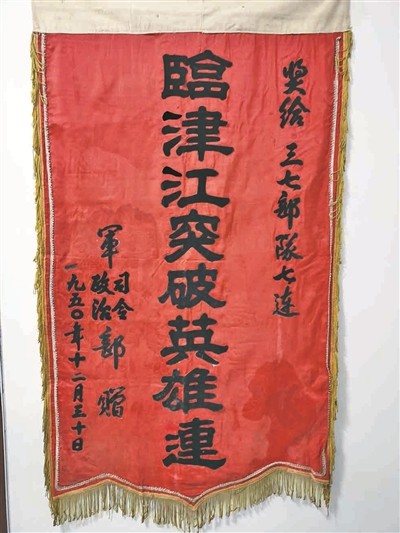 奖给 三七部队七连
臨津江突破英雄連
軍司令
政治部 赠
一九五〇年十二月三十日